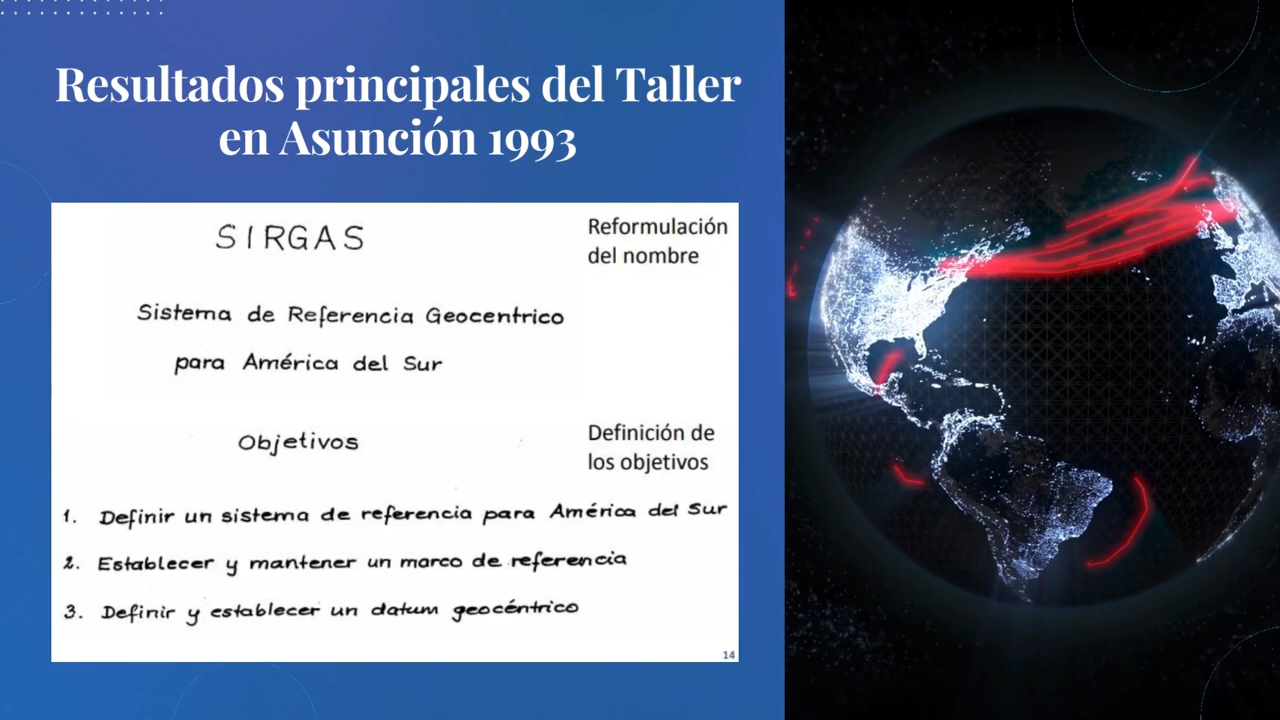 Resultados principales del Taller
en Asunción 1993
SIRGAS
Reformulación
del nombre
Sistema de Referencia Geocentrico
para América del Sur
Objetivos
Definición de
los objetivos
1. Definir un sistema de referencia para América del Sur
2. Establecer y mantener un marco de referencia
3. Definir y establecer un datum geocéntrico
14